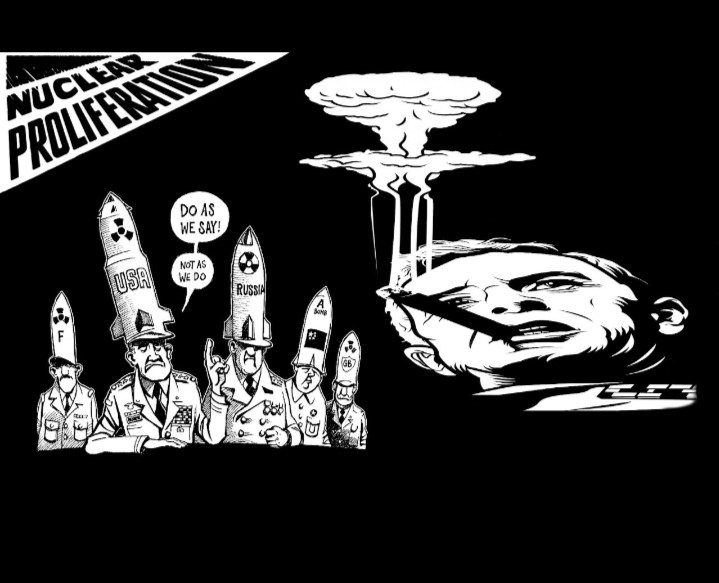 NUCLEAR
PROLIFERATION
DO AS
WE SAY!
NOT AS
WE DO
USA
RUSSIA
F
A
BOMB
GB